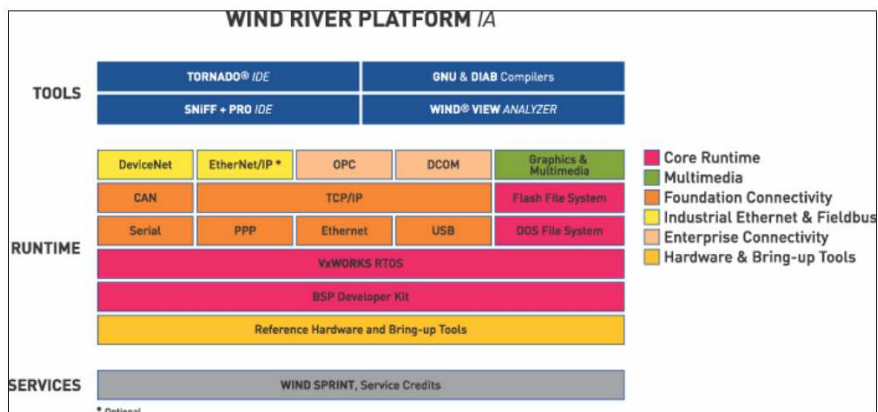 WIND RIVER PLATFORM IA
TOOLS
TORNADO® IDE
GNU & DIAB Compilers
SNiFF + PRO IDE
WIND® VIEW ANALYZER
RUNTIME
DeviceNet
EtherNet/IP *
OPC
DCOM
Graphics &
Multimedia
CAN
TCP/IP
Flash File System
Serial
PPP
Ethernet
USB
DOS File System
VxWORKS RTOS
BSP Developer Kit
Reference Hardware and Bring-up Tools
Core Runtime
Multimedia
Foundation Connectivity
Industrial Ethernet & Fieldbus
Enterprise Connectivity
Hardware & Bring-up Tools
SERVICES
WIND SPRINT, Service Credits
* Optional